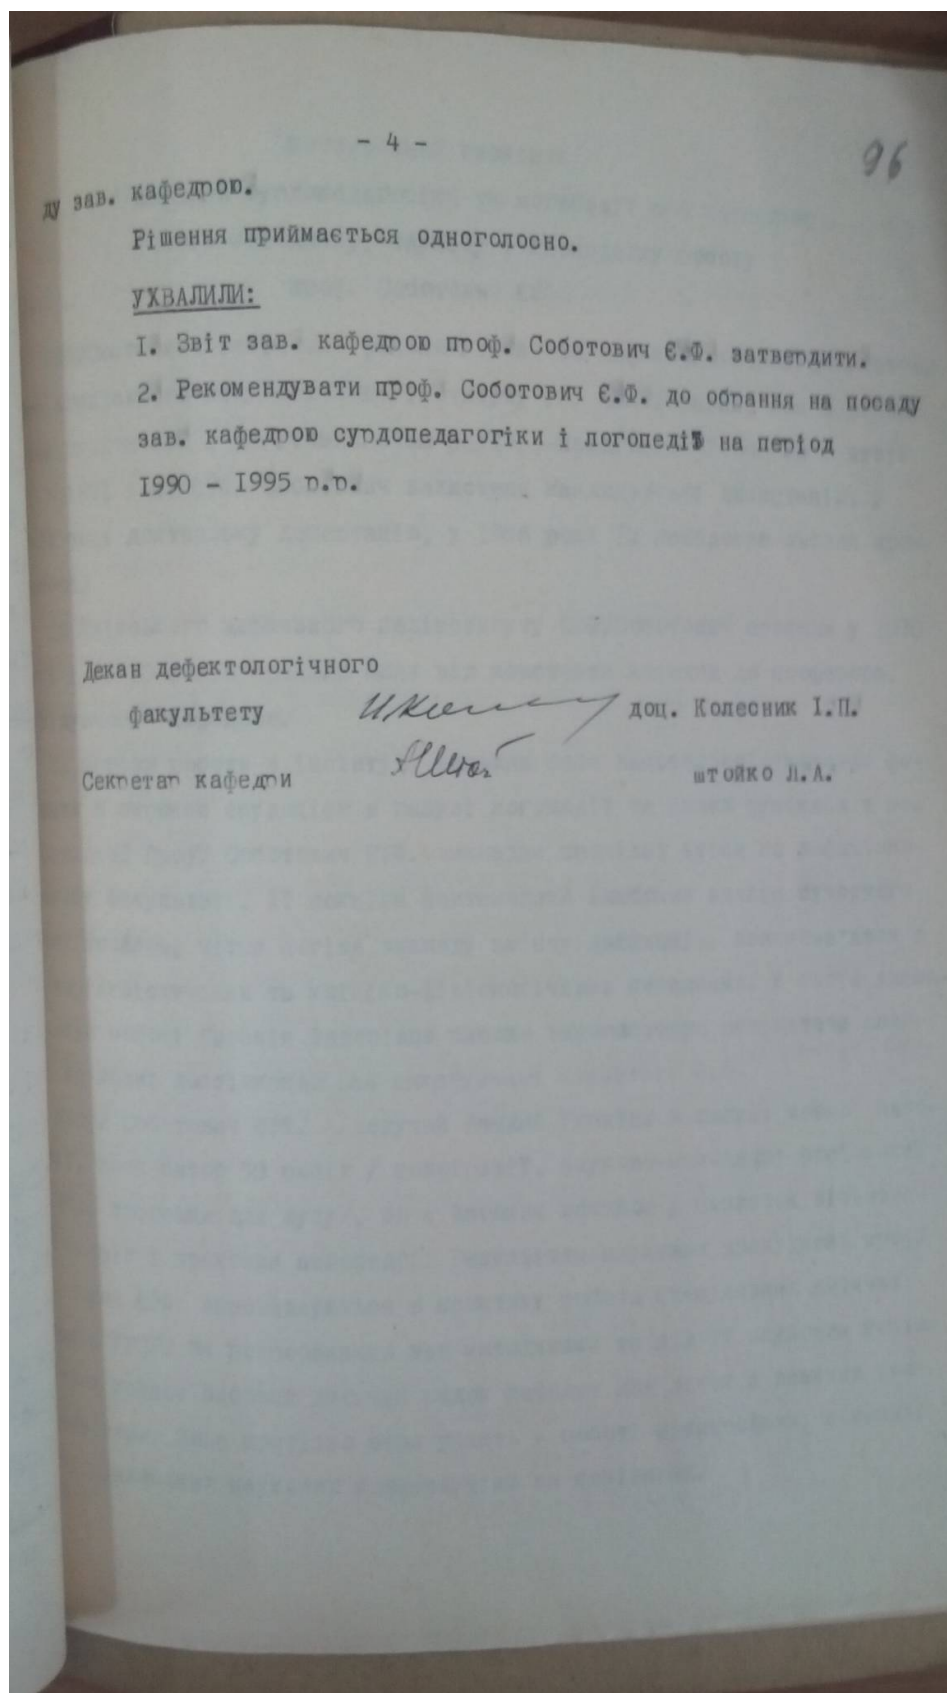 - 4 -
96
ду зав. кафедрою.
Рішення приймається одноголосно.
УХВАЛИЛИ:
1. Звіт зав. кафедрою проф. Соботович Є.Ф. затвердити.
2. Рекомендувати проф. Соботович Є.Ф. до обрання на посаду
зав. кафедрою сурдопедагогіки і логопедії на період
1990 - 1995 р.р.
Декан дефектологічного
факультету доц. Колесник І.П.
Секретар кафедри штойко Л.А.